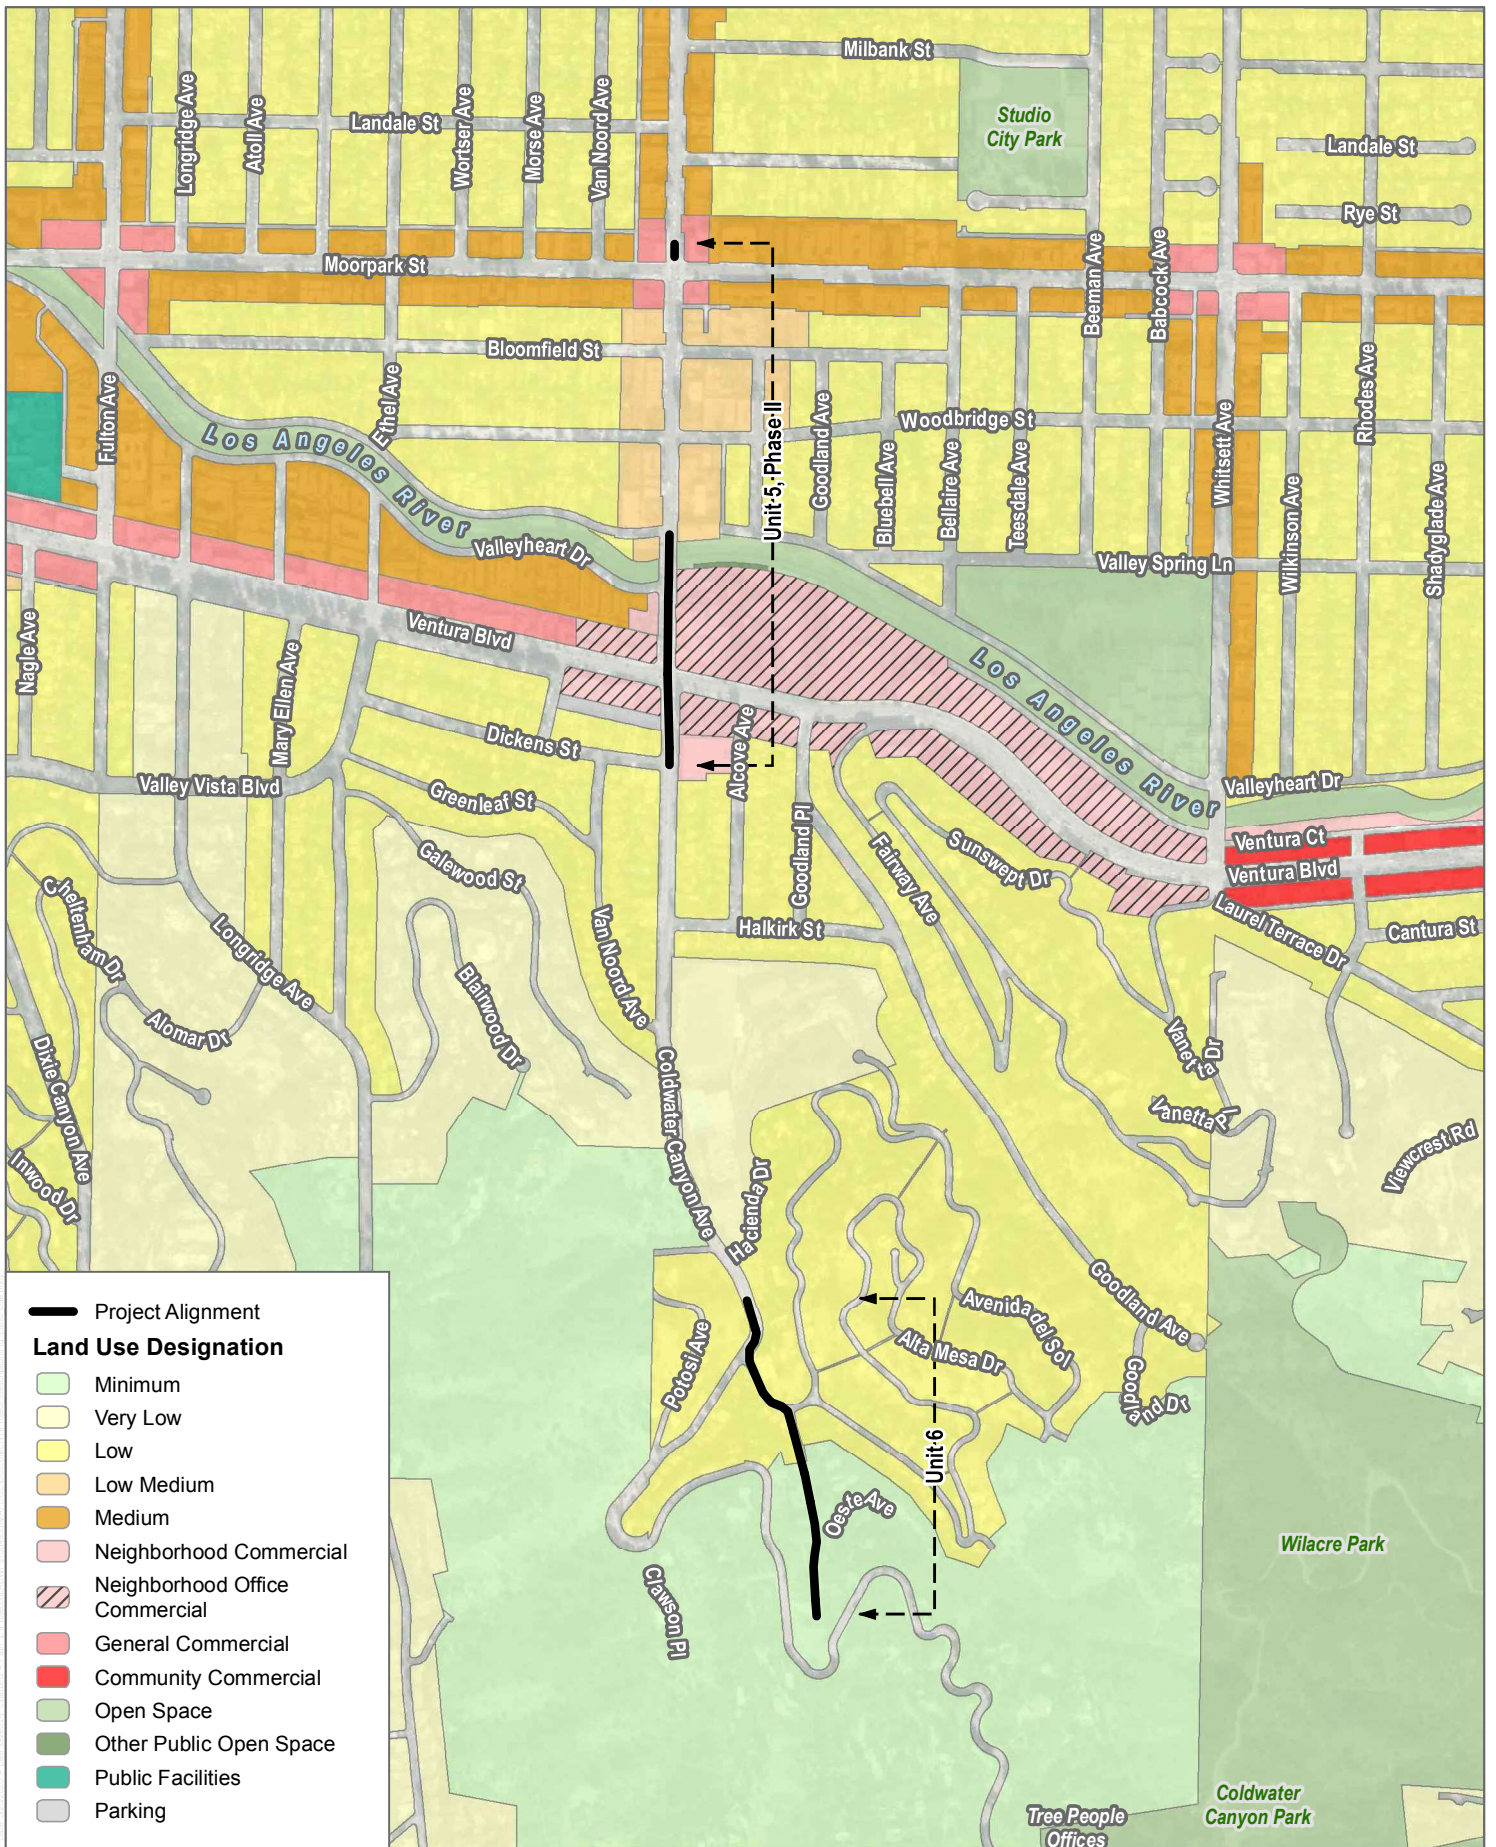 Milbank St
Studio
City Park
Longridge Ave
Atoll Ave
Landale St
Wortser Ave
Morse Ave
Van Noord Ave
Landale St
Rye St
Moorpark St
Beeman Ave
Babcock Ave
Bloomfield St
Fulton Ave
Ethel Ave
Los Angeles River
Unit 5, Phase II
Goodland Ave
Woodbridge St
Bluebell Ave
Bellaire Ave
Teesdale Ave
Whitsett Ave
Rhodes Ave
Wilkinson Ave
Shadyglade Ave
Valleyheart Dr
Valley Spring Ln
Nagle Ave
Ventura Blvd
Mary Ellen Ave
Los Angeles River
Dickens St
Alcove Ave
Valley Vista Blvd
Greenleaf St
Valleyheart Dr
Goodland Pl
Fairway Ave
Sunswept Dr
Ventura Ct
Ventura Blvd
Galewood St
Cheltenham Dr
Longridge Ave
Van Noord Ave
Halkirk St
Laurel Terrace Dr
Cantura St
Blairwood Dr
Alomar Dr
Dixie Canyon Ave
Coldwater Canyon Ave
Vanetta Dr
Vanetta Pl
Viewcrest Rd
Inwood Dr
Hacienda Dr
Goodland Ave
Avenida del Sol
Alta Mesa Dr
Potosi Ave
Goodland Dr
Unit 6
Oeste Ave
Clawson Pl
Wilacre Park
Coldwater
Canyon Park
Tree People
Offices
Project Alignment
Land Use Designation
Minimum
Very Low
Low
Low Medium
Medium
Neighborhood Commercial
Neighborhood Office
Commercial
General Commercial
Community Commercial
Open Space
Other Public Open Space
Public Facilities
Parking